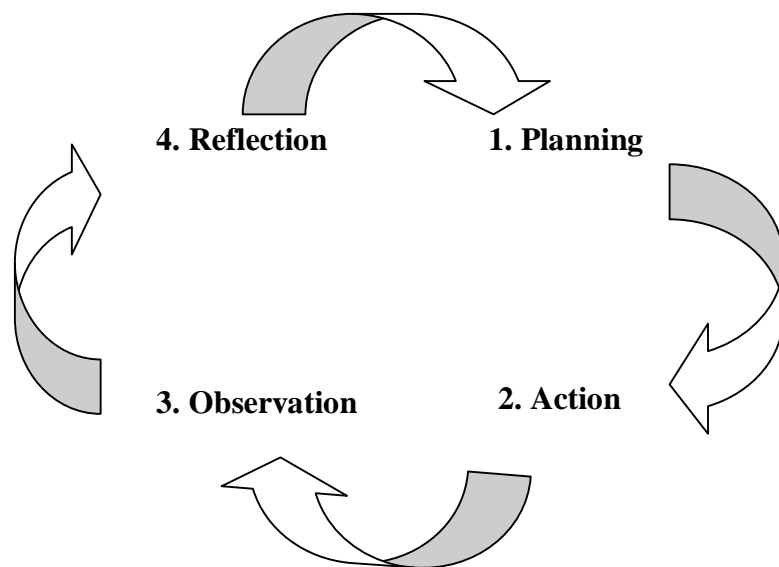 4. Reflection
1. Planning
3. Observation
2. Action